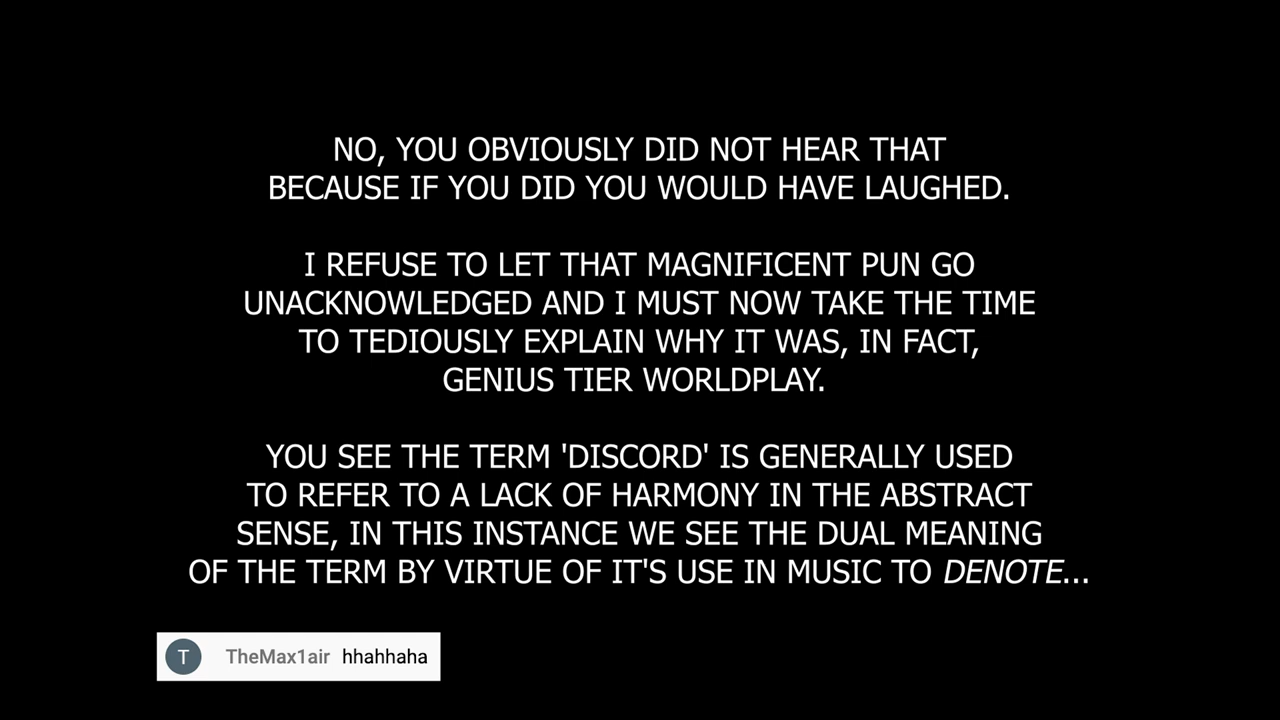 NO, YOU OBVIOUSLY DID NOT HEAR THAT
BECAUSE IF YOU DID YOU WOULD HAVE LAUGHED.
I REFUSE TO LET THAT MAGNIFICENT PUN GO
UNACKNOWLEDGED AND I MUST NOW TAKE THE TIME
TO TEDIOUSLY EXPLAIN WHY IT WAS, IN FACT,
GENIUS TIER WORLDPLAY.
YOU SEE THE TERM 'DISCORD' IS GENERALLY USED
TO REFER TO A LACK OF HARMONY IN THE ABSTRACT
SENSE, IN THIS INSTANCE WE SEE THE DUAL MEANING
OF THE TERM BY VIRTUE OF IT'S USE IN MUSIC TO DENOTE...
T TheMax1air hhahhaha